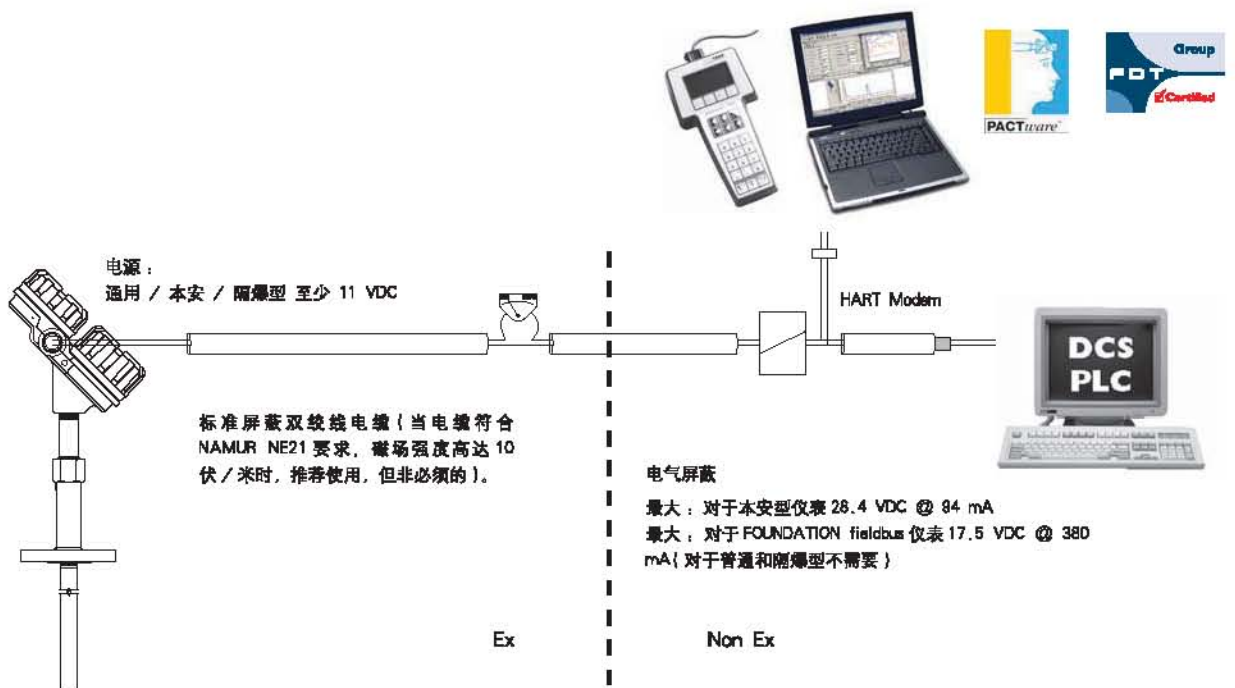 Group
FDT
Certified
PACTware
电源：
通用 / 本安 / 隔爆型 至少 11 VDC
HART Modem
DCS
PLC
标准屏蔽双绞线电缆(当电缆符合
NAMUR NE21 要求，磁场强度高达 10
伏 / 米时，推荐使用，但非必须的)。
电气屏蔽
最大：对于本安型仪表 28.4 VDC @ 94 mA
最大：对于 FOUNDATION fieldbus 仪表 17.5 VDC @ 380
mA(对于普通和隔爆型不需要)
Ex
Non Ex